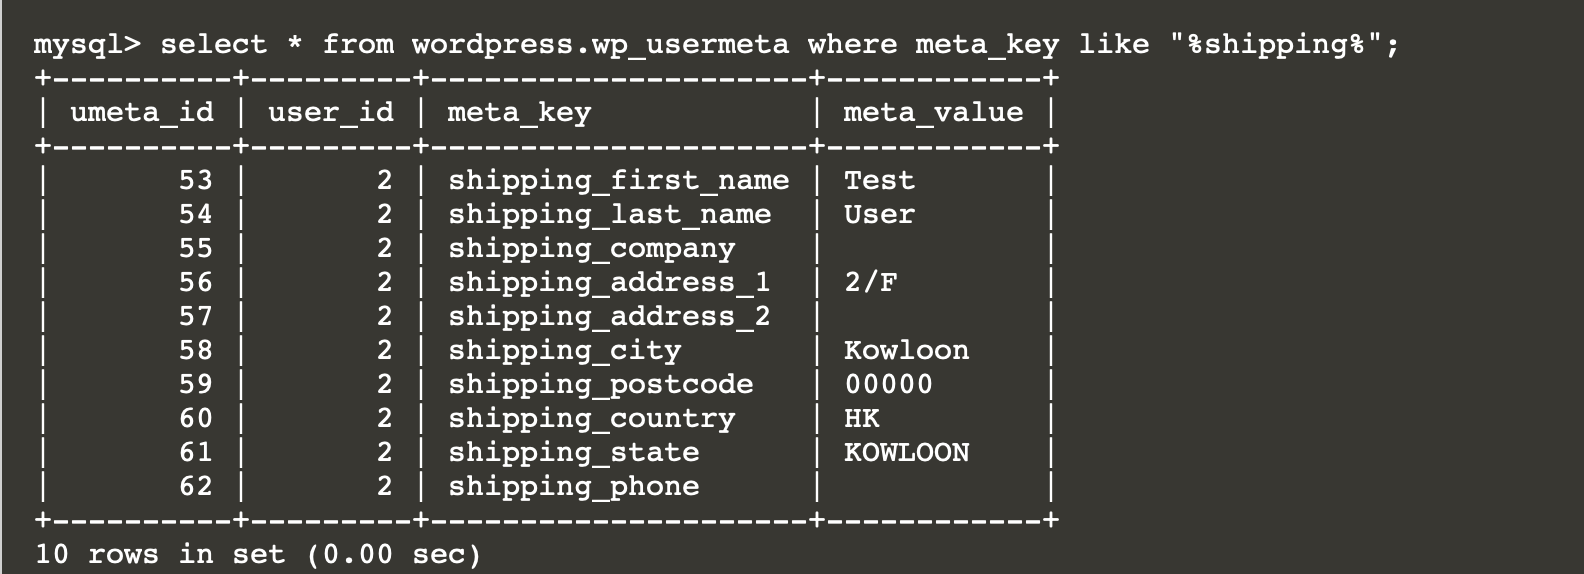 mysql> select * from wordpress.wp_usermeta where meta_key like "%shipping%";
+----------+---------+---------------------+------------+
| umeta_id | user_id | meta_key            | meta_value |
+----------+---------+---------------------+------------+
|       53 |       2 | shipping_first_name | Test       |
|       54 |       2 | shipping_last_name  | User       |
|       55 |       2 | shipping_company    |            |
|       56 |       2 | shipping_address_1  | 2/F        |
|       57 |       2 | shipping_address_2  |            |
|       58 |       2 | shipping_city       | Kowloon    |
|       59 |       2 | shipping_postcode   | 00000      |
|       60 |       2 | shipping_country    | HK         |
|       61 |       2 | shipping_state      | KOWLOON    |
|       62 |       2 | shipping_phone      |            |
+----------+---------+---------------------+------------+
10 rows in set (0.00 sec)